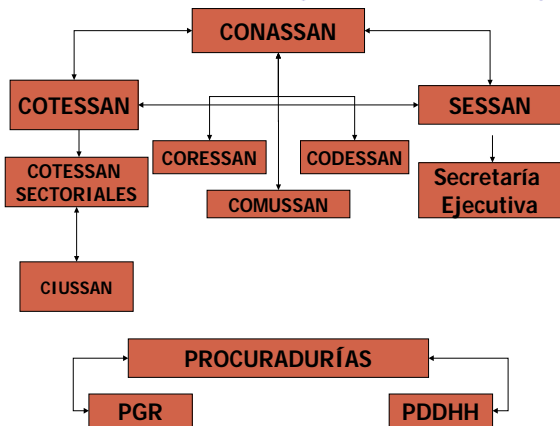 CONASSAN
COTESSAN
SESSAN
CORESSAN
CODESSAN
COTESSAN
SECTORIALES
COMUSSAN
Secretaría
Ejecutiva
CIUSSAN
PROCURADURÍAS
PGR
PDDHH